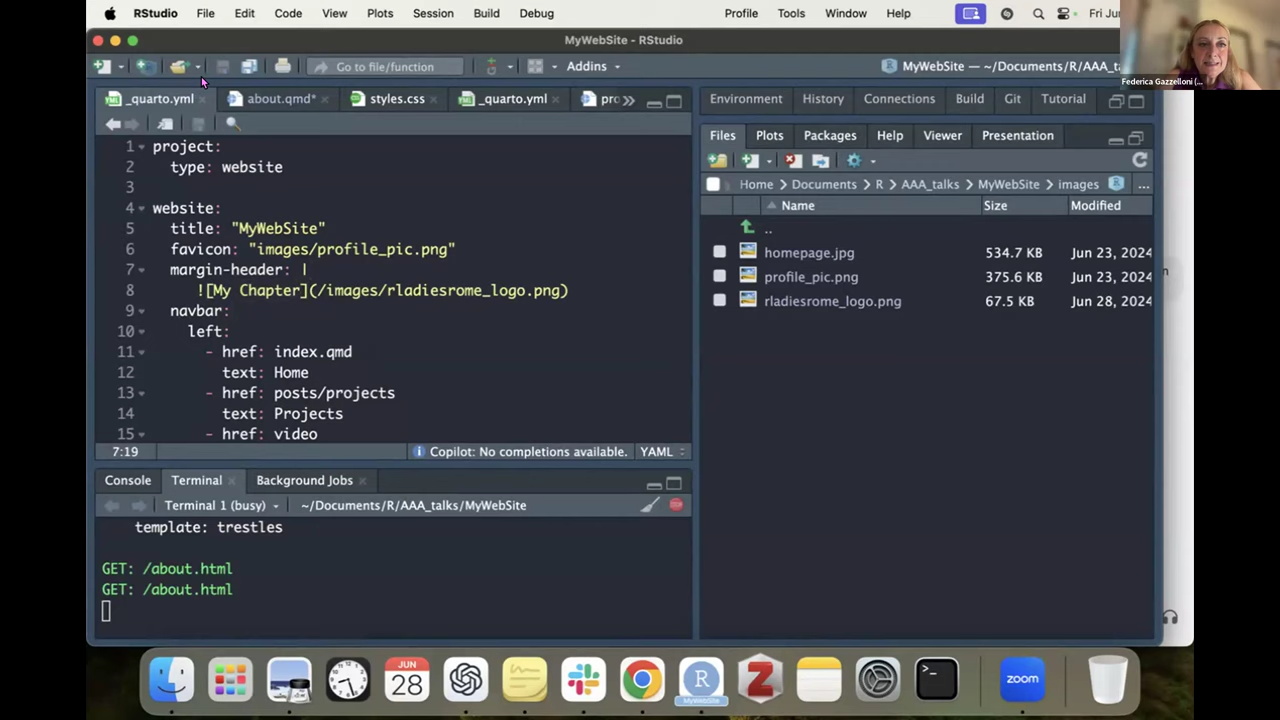 RStudio File Edit Code View Plots Session Build Debug Profile Tools Window Help Fri Jun
MyWebSite - RStudio
Go to file/function Addins MyWebSite — ~/Documents/R/AAA_ta
Federica Gazzelloni (...
_quarto.yml about.qmd* styles.css _quarto.yml pro
1 project:
2 type: website
3
4 website:
5 title: "MyWebSite"
6 favicon: "images/profile_pic.png"
7 margin-header: |
8 ![My Chapter](/images/rladiesrome_logo.png)
9 navbar:
10 left:
11 - href: index.qmd
12 text: Home
13 - href: posts/projects
14 text: Projects
15 - href: video
7:19 Copilot: No completions available. YAML
Console Terminal Background Jobs
Terminal 1 (busy) ~/Documents/R/AAA_talks/MyWebSite
template: trestles
GET: /about.html
GET: /about.html
Environment History Connections Build Git Tutorial
Files Plots Packages Help Viewer Presentation
Home Documents R AAA_talks MyWebSite images ...
Name Size Modified
..
homepage.jpg 534.7 KB Jun 23, 2024
profile_pic.png 375.6 KB Jun 23, 2024
rladiesrome_logo.png 67.5 KB Jun 28, 2024
JUN
28
R
MyWebSite
Z
zoom